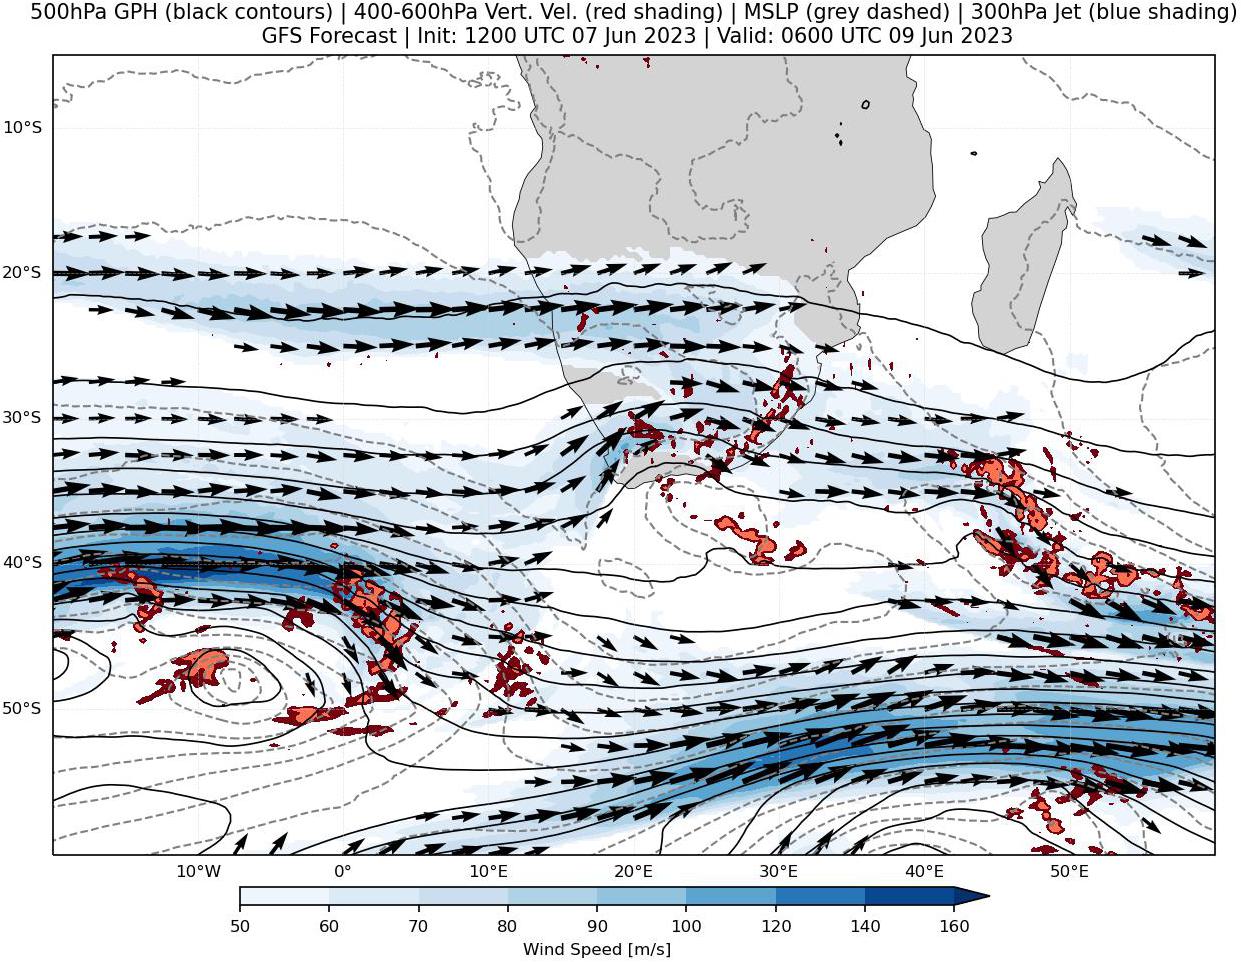 500hPa GPH (black contours) | 400-600hPa Vert. Vel. (red shading) | MSLP (grey dashed) | 300hPa Jet (blue shading)
GFS Forecast | Init: 1200 UTC 07 Jun 2023 | Valid: 0600 UTC 09 Jun 2023
10°S
20°S
30°S
40°S
50°S
10°W 0° 10°E 20°E 30°E 40°E 50°E
50 60 70 80 90 100 120 140 160
Wind Speed [m/s]